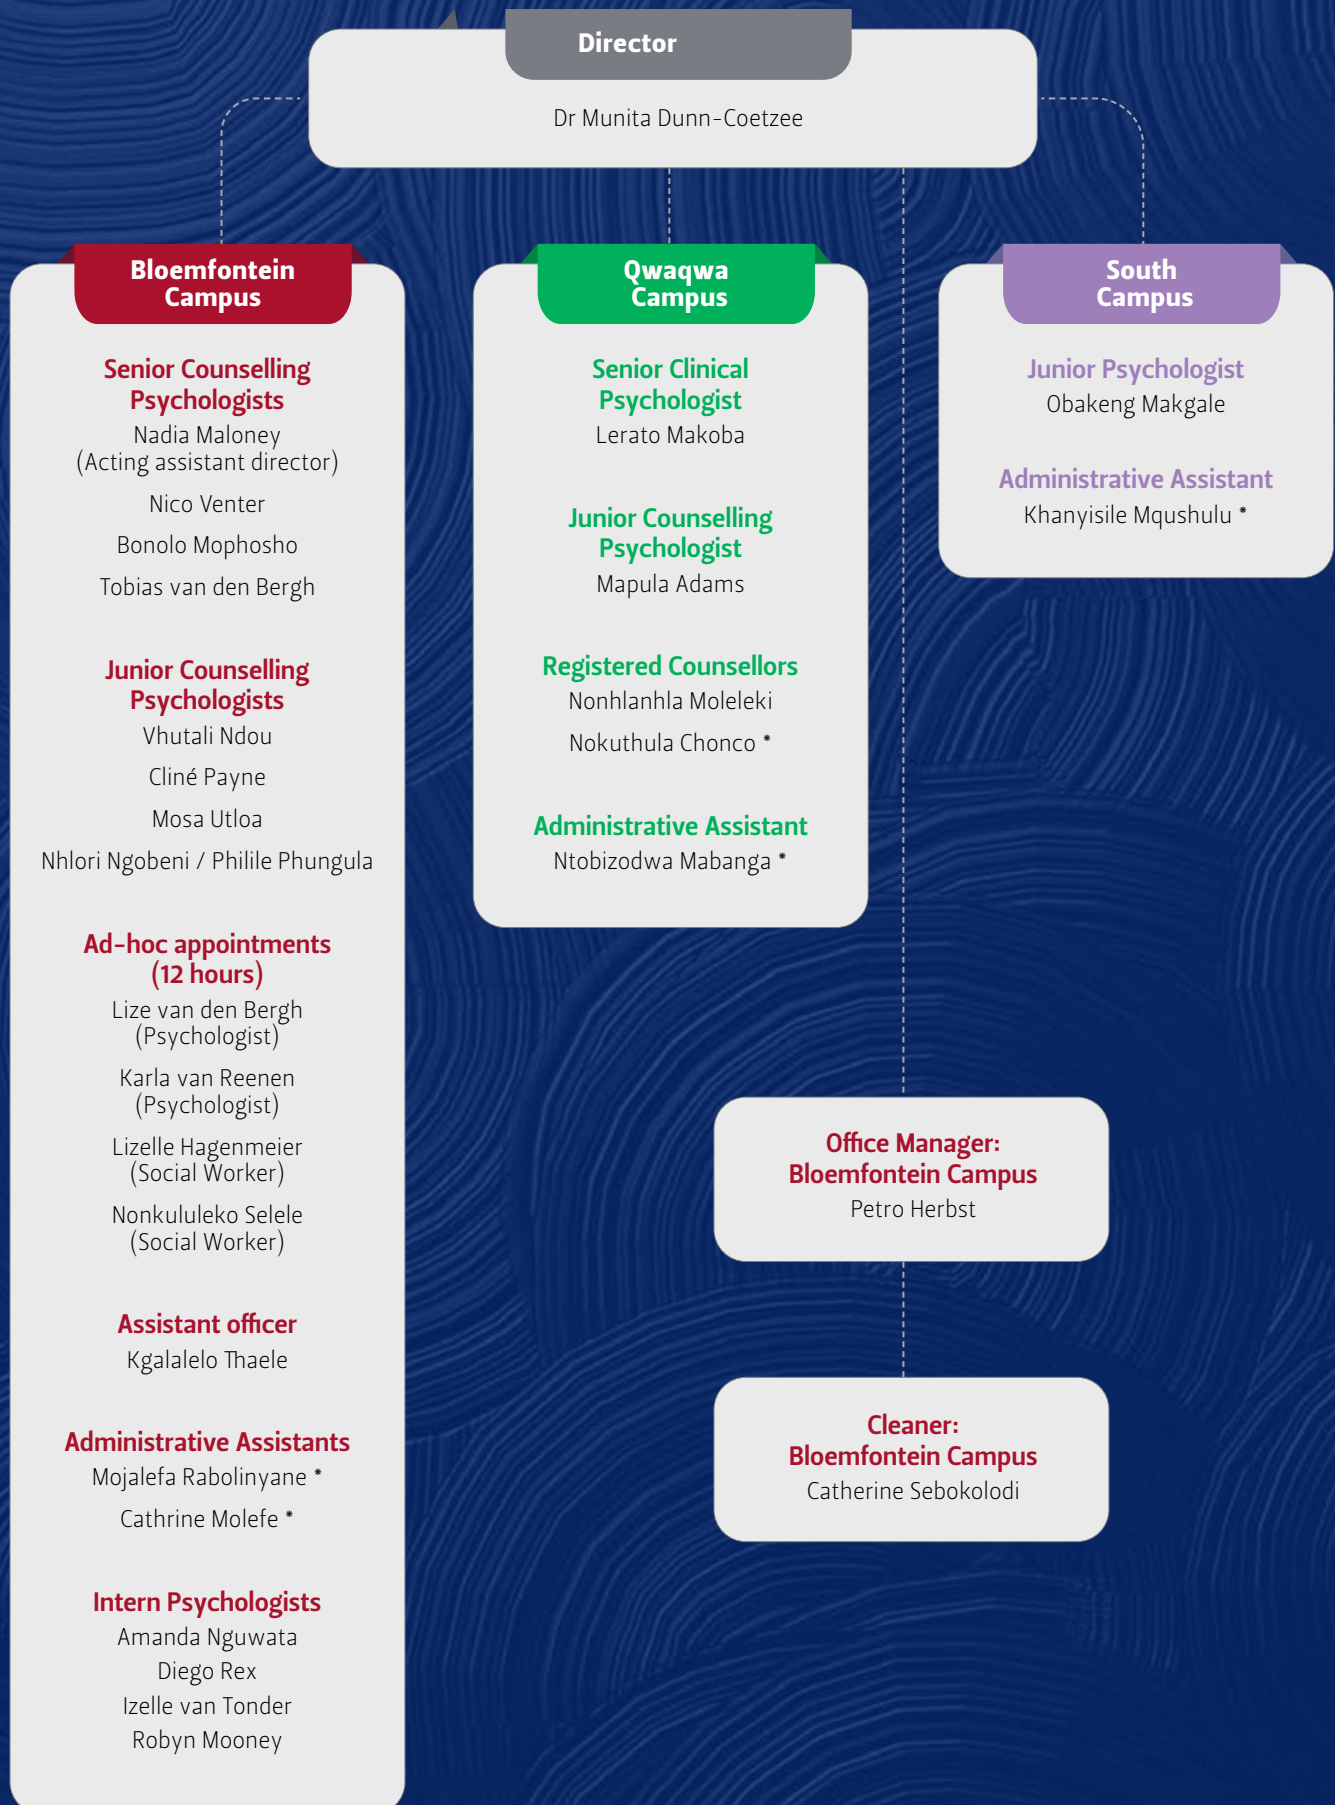 Director
Dr Munita Dunn-Coetzee
Bloemfontein
Campus
Senior Counselling
Psychologists
Nadia Maloney
(Acting assistant director)
Nico Venter
Bonolo Mophosho
Tobias van den Bergh
Junior Counselling
Psychologists
Vhutali Ndou
Cliné Payne
Mosa Utloa
Nhlori Ngobeni / Philile Phungula
Ad-hoc appointments
(12 hours)
Lize van den Bergh
(Psychologist)
Karla van Reenen
(Psychologist)
Lizelle Hagenmeier
(Social Worker)
Nonkululeko Selele
(Social Worker)
Assistant officer
Kgalalelo Thaele
Administrative Assistants
Mojalefa Rabolinyane *
Cathrine Molefe *
Intern Psychologists
Amanda Nguwata
Diego Rex
Izelle van Tonder
Robyn Mooney
Qwaqwa
Campus
Senior Clinical
Psychologist
Lerato Makoba
Junior Counselling
Psychologist
Mapula Adams
Registered Counsellors
Nonhlanhla Moleleki
Nokuthula Chonco *
Administrative Assistant
Ntobizodwa Mabanga *
South
Campus
Junior Psychologist
Obakeng Makgale
Administrative Assistant
Khanyisile Mqushulu *
Office Manager:
Bloemfontein Campus
Petro Herbst
Cleaner:
Bloemfontein Campus
Catherine Sebokolodi